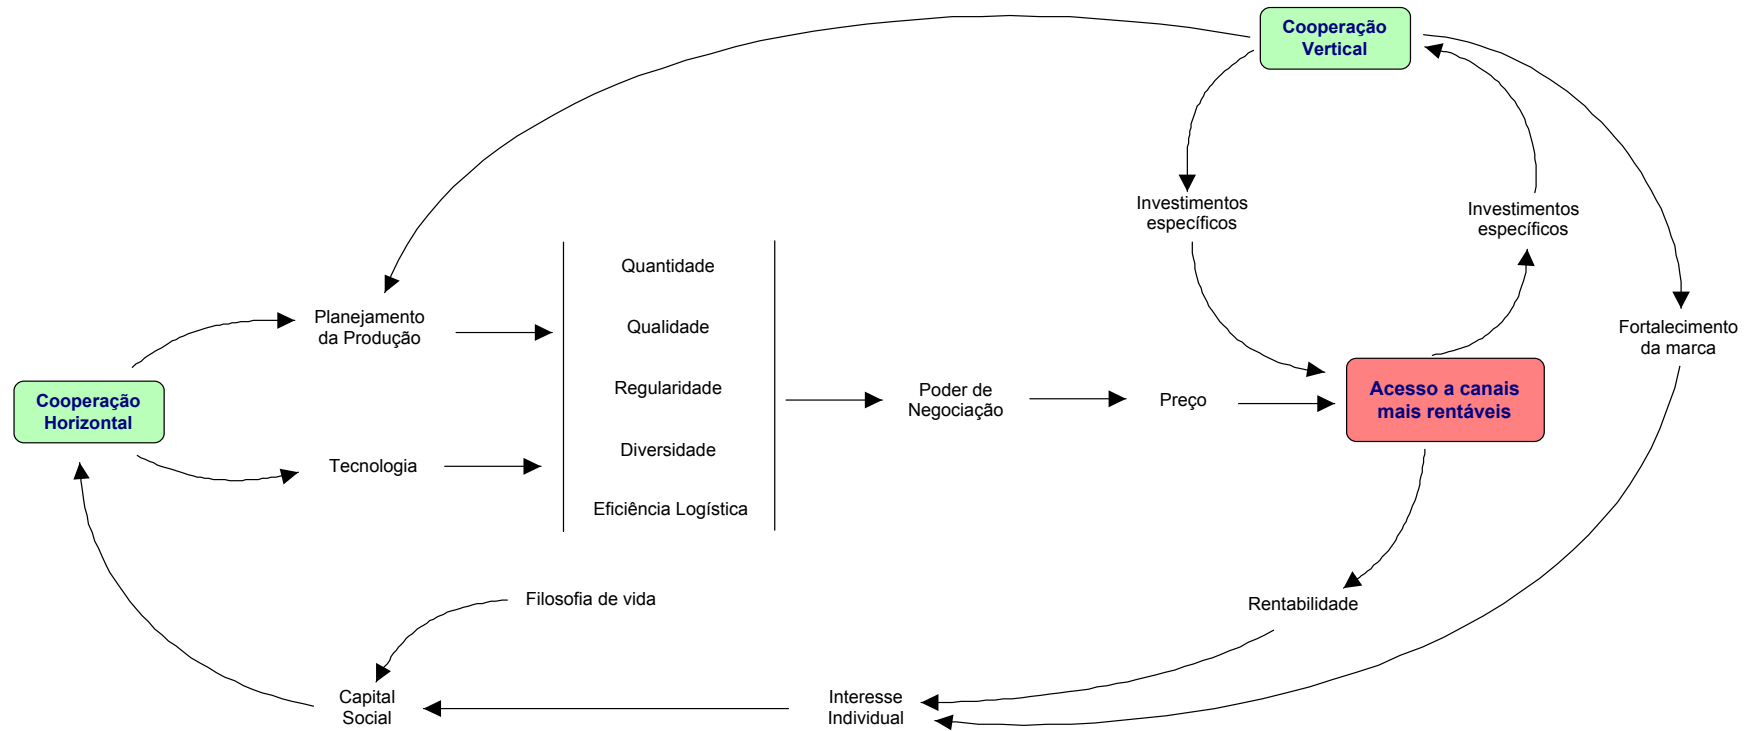 Cooperação
Vertical
Investimentos
específicos
Investimentos
específicos
Quantidade
Planejamento
da Produção
Qualidade
Fortalecimento
da marca
Cooperação
Horizontal
Regularidade
Poder de
Negociação
Preço
Acesso a canais
mais rentáveis
Diversidade
Tecnologia
Eficiência Logística
Filosofia de vida
Rentabilidade
Capital
Social
Interesse
Individual